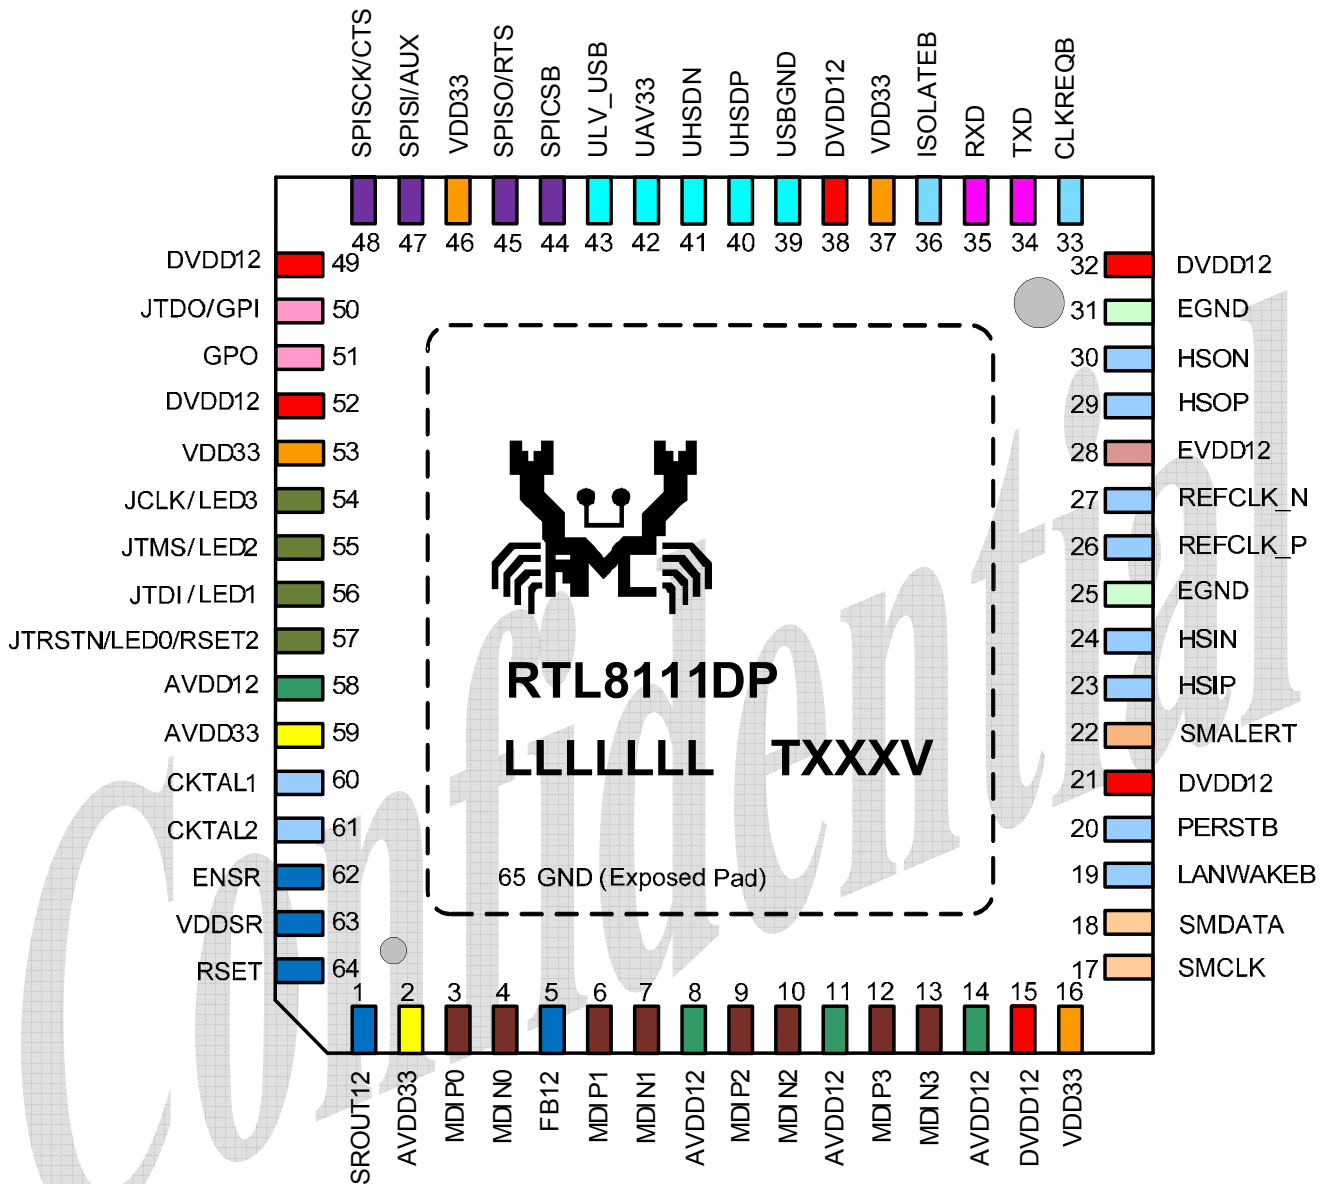 SPISCK/CTS
SPISI/AUX
VDD33
SPISO/RTS
SPICSB
ULV_USB
UAV33
UHSDN
UHSDP
USBGND
DVDD12
VDD33
ISOLATEB
RXD
TXD
CLKREQB
48 47 46 45 44 43 42 41 40 39 38 37 36 35 34 33
DVDD12 49
JTDO/GPI 50
GPO 51
DVDD12 52
VDD33 53
JCLK/LED3 54
JTMS/LED2 55
JTDI/LED1 56
JTRSTN/LED0/RSET2 57
AVDD12 58
AVDD33 59
CKTAL1 60
CKTAL2 61
ENSR 62
VDDSR 63
RSET 64
32 DVDD12
31 EGND
30 HSON
29 HSOP
28 EVDD12
27 REFCLK_N
26 REFCLK_P
25 EGND
24 HSIN
23 HSIP
22 SMALERT
21 DVDD12
20 PERSTB
19 LANWAKEB
18 SMDATA
17 SMCLK
RTL8111DP
LLLLLLL TXXXV
65 GND (Exposed Pad)
1 2 3 4 5 6 7 8 9 10 11 12 13 14 15 16
SROUT12
AVDD33
MDIP0
MDIN0
FB12
MDIP1
MDIN1
AVDD12
MDIP2
MDIN2
AVDD12
MDIP3
MDIN3
AVDD12
DVDD12
VDD33
Confidential